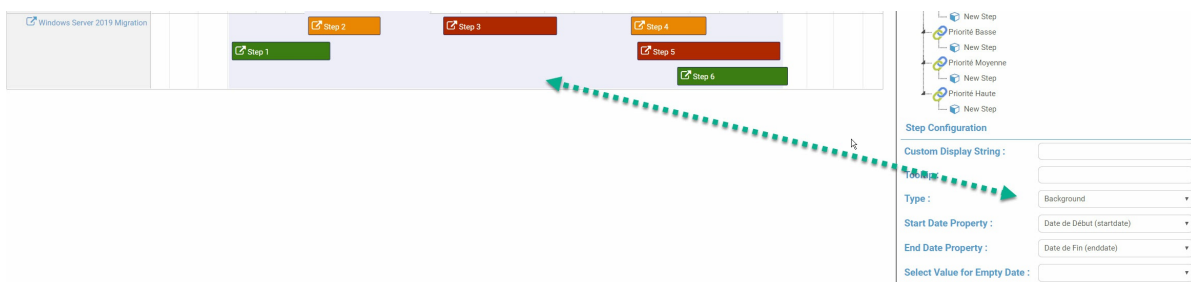 Windows Server 2019 Migration
Step 2
Step 3
Step 4
Step 1
Step 5
Step 6
New Step
Priorité Basse
New Step
Priorité Moyenne
New Step
Priorité Haute
New Step
Step Configuration
Custom Display String :
Tooltip :
Type :
Background
Start Date Property :
Date de Début (startdate)
End Date Property :
Date de Fin (enddate)
Select Value for Empty Date :